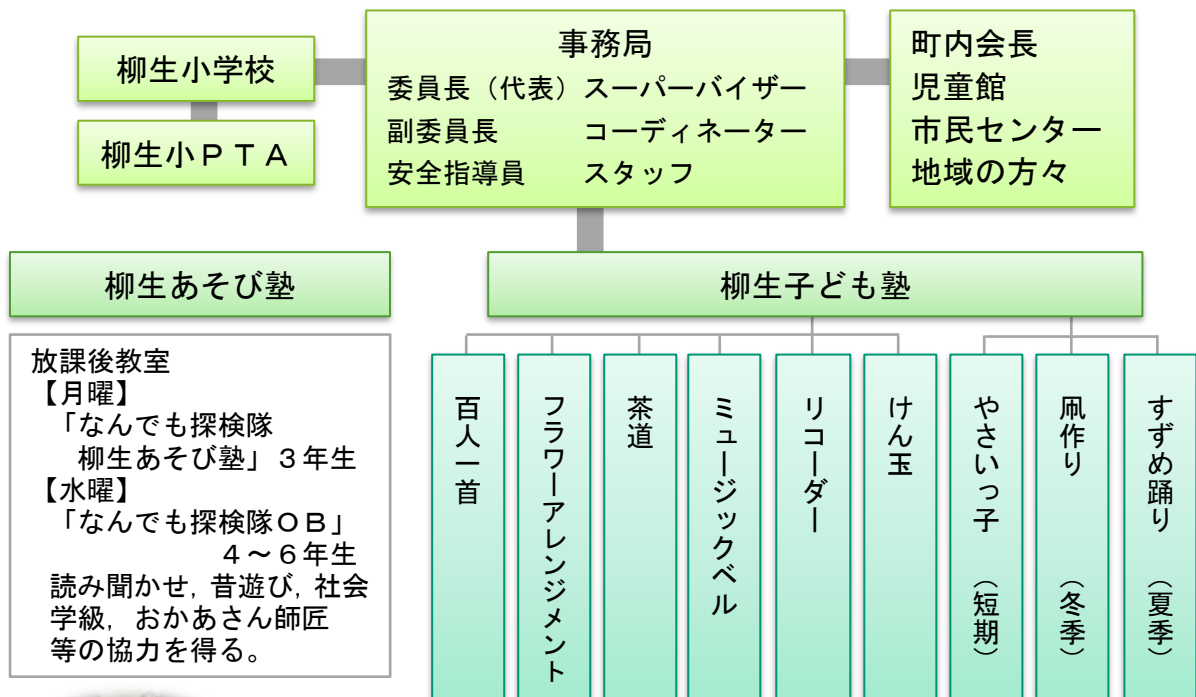 柳生小学校
柳生小ＰＴＡ
事務局
委員長（代表）スーパーバイザー
副委員長　　　コーディネーター
安全指導員　　スタッフ
町内会長
児童館
市民センター
地域の方々
柳生あそび塾
放課後教室
【月曜】
「なんでも探検隊
柳生あそび塾」３年生
【水曜】
「なんでも探検隊ＯＢ」
４～６年生
読み聞かせ，昔遊び，社会
学級，おかあさん師匠
等の協力を得る。
柳生子ども塾
百人一首
フラワーアレンジメント
茶道
ミュージックベル
リコーダー
けん玉
やさいっ子　（短期）
凧作り　（冬季）
すずめ踊り　（夏季）